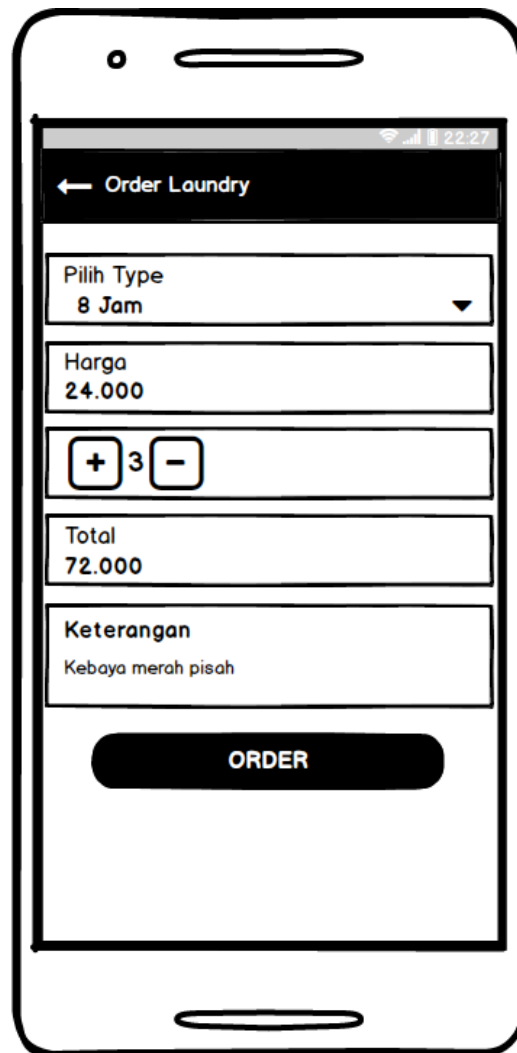 22:27
Order Laundry
Pilih Type
8 Jam
Harga
24.000
+ 3 −
Total
72.000
Keterangan
Kebaya merah pisah
ORDER